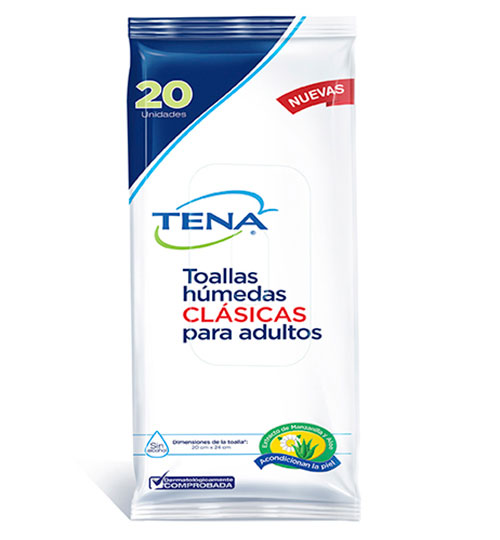 20
Unidades
NUEVAS
TENA
®
Toallas
húmedas
CLÁSICAS
para adultos
Sin
alcohol
Dimensiones de la toalla*:
20 cm x 24 cm
Extracto de Manzanilla y Aloe
Acondicionan la piel
Dermatológicamente
COMPROBADA